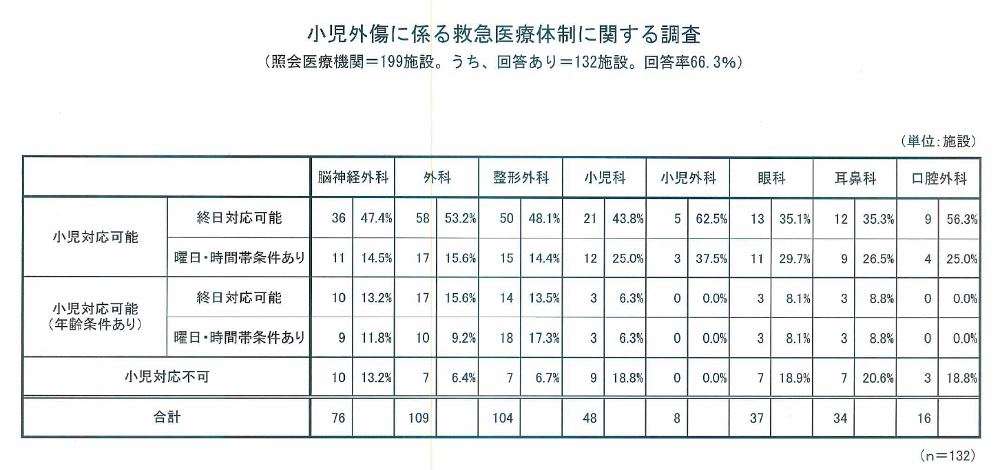 小児外傷に係る救急医療体制に関する調査
(照会医療機関＝199施設。うち、回答あり＝132施設。回答率66.3%)
(単位:施設)
脳神経外科 外科 整形外科 小児科 小児外科 眼科 耳鼻科 口腔外科
小児対応可能
終日対応可能 36 47.4% 58 53.2% 50 48.1% 21 43.8% 5 62.5% 13 35.1% 12 35.3% 9 56.3%
曜日・時間帯条件あり 11 14.5% 17 15.6% 15 14.4% 12 25.0% 3 37.5% 11 29.7% 9 26.5% 4 25.0%
小児対応可能
(年齢条件あり)
終日対応可能 10 13.2% 17 15.6% 14 13.5% 3 6.3% 0 0.0% 3 8.1% 3 8.8% 0 0.0%
曜日・時間帯条件あり 9 11.8% 10 9.2% 18 17.3% 3 6.3% 0 0.0% 3 8.1% 3 8.8% 0 0.0%
小児対応不可 10 13.2% 7 6.4% 7 6.7% 9 18.8% 0 0.0% 7 18.9% 7 20.6% 3 18.8%
合計 76 109 104 48 8 37 34 16
(n＝132)